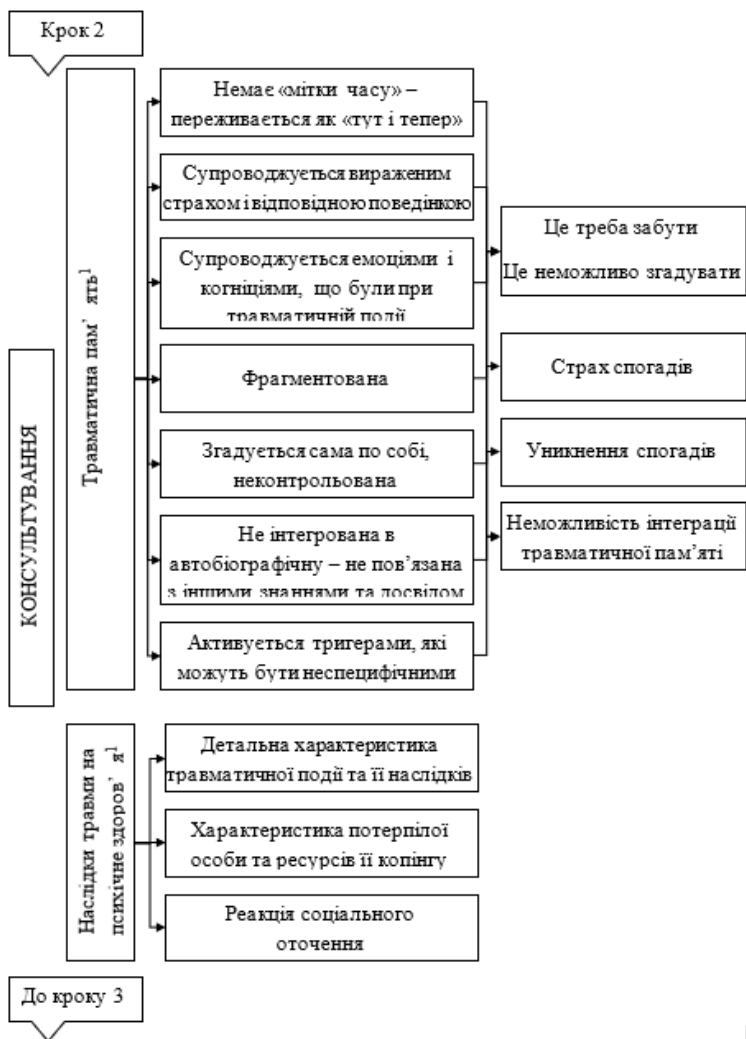 Крок 2
КОНСУЛЬТУВАННЯ
Травматична пам’ ять1
Немає «мітки часу» –
переживається як «тут і тепер»
Супроводжується вираженим
страхом і відповідною поведінкою
Супроводжується емоціями і
когніціями, що були при
травматичній події
Фрагментована
Згадується сама по собі,
неконтрольована
Не інтегрована в
автобіографічну – не пов’язана
з іншими знаннями та досвідом
Активується тригерами, які
можуть бути неспецифічними
Це треба забути
Це неможливо згадувати
Страх спогадів
Уникнення спогадів
Неможливість інтеграції
травматичної пам’яті
Наслідки травми на
психічне здоров’ я1
Детальна характеристика
травматичної події та її наслідків
Характеристика потерпілої
особи та ресурсів її копінгу
Реакція соціального
оточення
До кроку 3